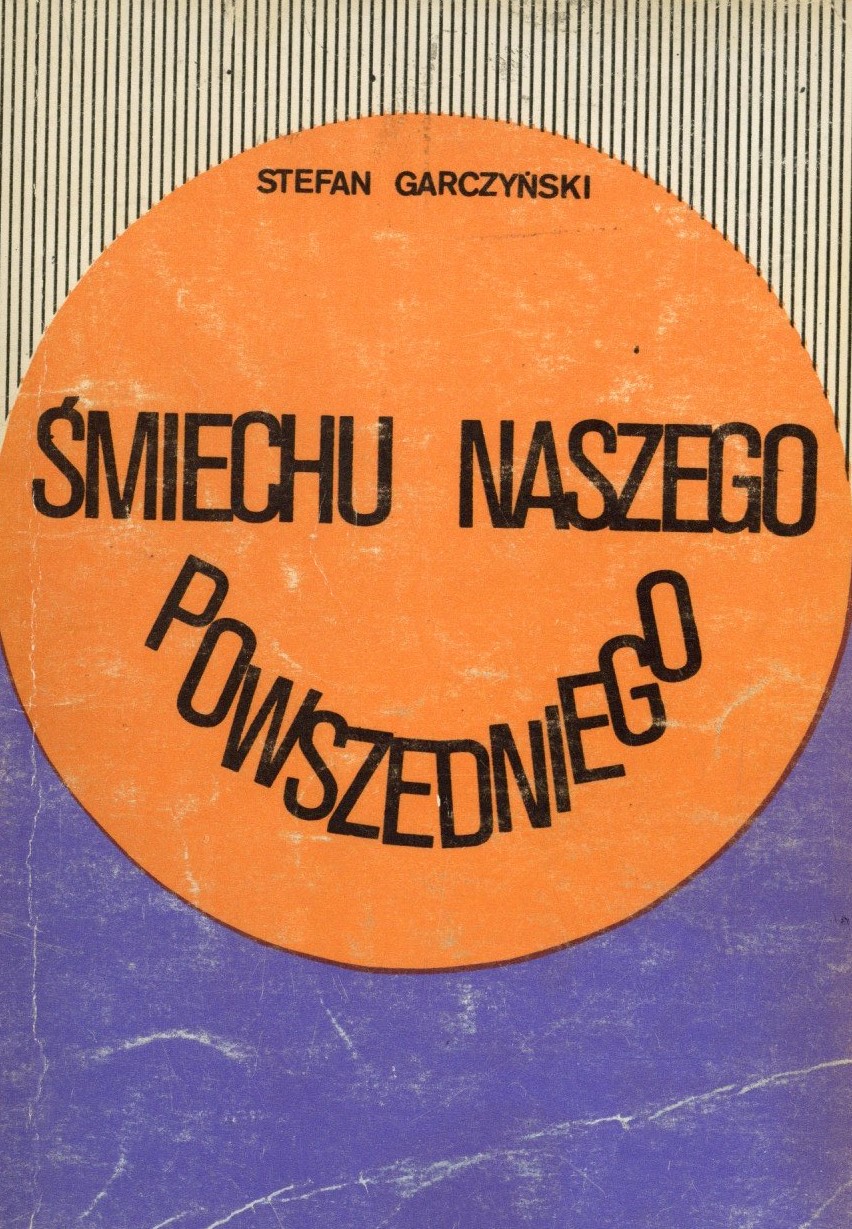 STEFAN GARCZYŃSKI
ŚMIECHU NASZEGO
POWSZEDNIEGO